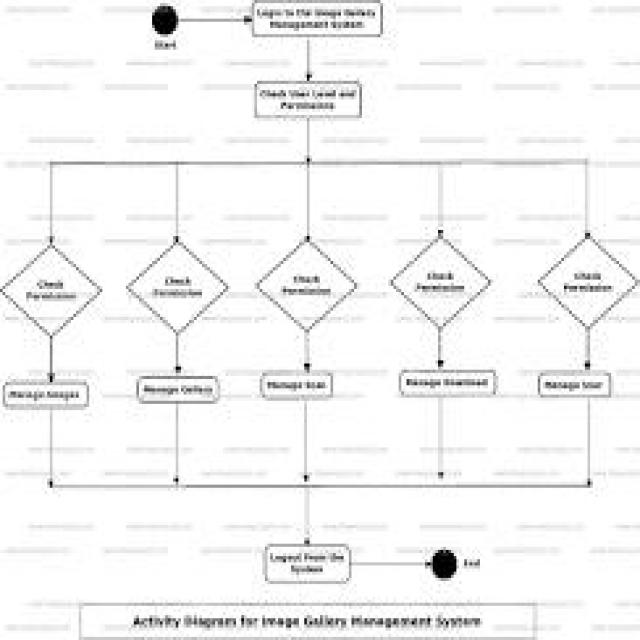 Login to the Image Gallery
Management System
Start
Check User Level and
Permissions
Check
Permission
Check
Permission
Check
Permission
Check
Permission
Check
Permission
Manage Images
Manage Gallery
Manage
Manage Download
Manage User
Logout From the
System
End
Activity Diagram for Image Gallery Management System